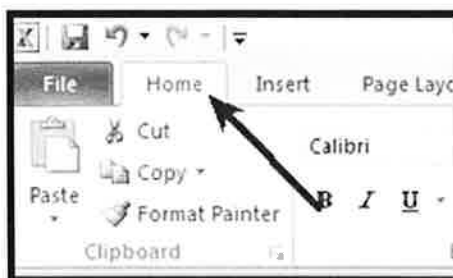 File Home Insert Page Layo
Cut
Calibri
Copy
Paste
B I U
Format Painter
Clipboard